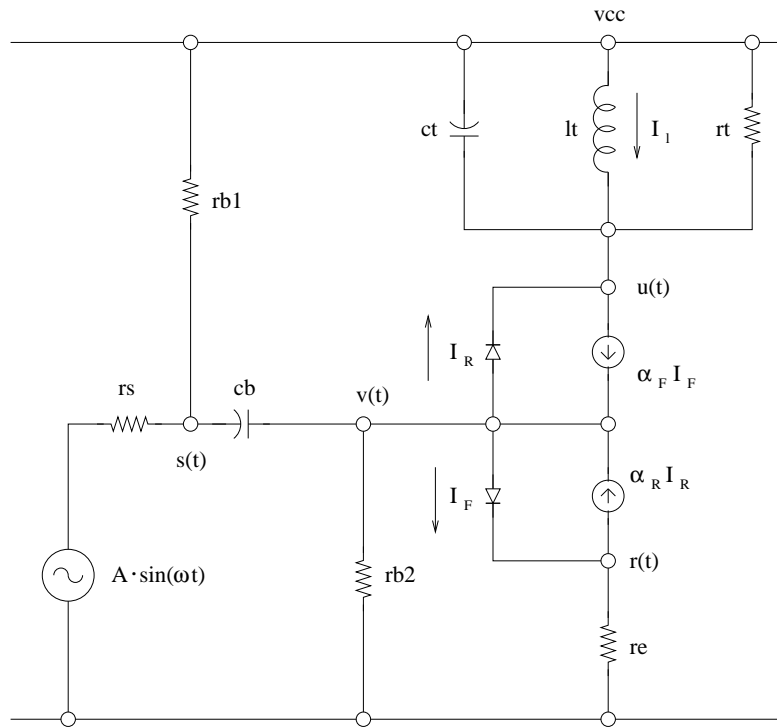 vcc
ct
lt
I l
rt
rb1
u(t)
I R
α F I F
rs
cb
v(t)
s(t)
I F
α R I R
r(t)
A·sin(ωt)
rb2
re